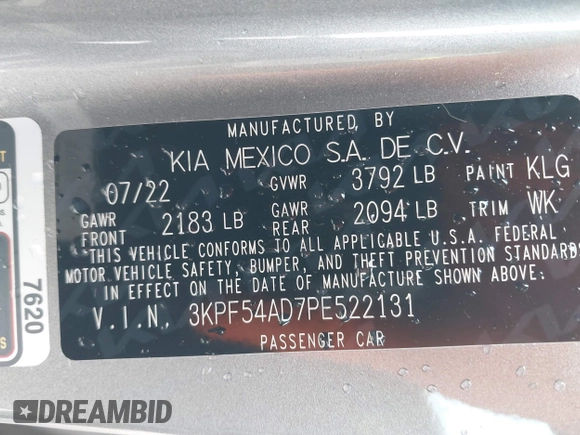 MANUFACTURED BY
KIA MEXICO S.A. DE C.V.
07/22 GVWR 3792 LB PAINT KLG
GAWR FRONT 2183 LB GAWR REAR 2094 LB TRIM WK
THIS VEHICLE CONFORMS TO ALL APPLICABLE U.S.A. FEDERAL
MOTOR VEHICLE SAFETY, BUMPER, AND THEFT PREVENTION STANDARDS
IN EFFECT ON THE DATE OF MANUFACTURE SHOWN ABOVE.
V.I.N. 3KPF54AD7PE522131
PASSENGER CAR
7620
DREAMBID